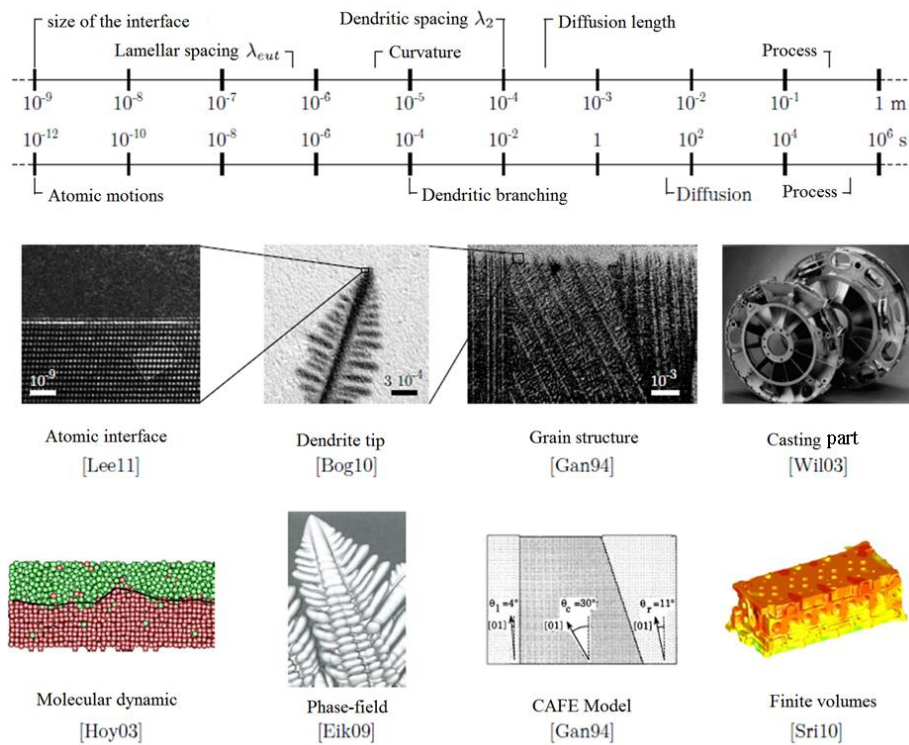 size of the interface
Dendritic spacing λ₂
Diffusion length
Lamellar spacing λₑᵤₜ
Curvature
Process
10⁻⁹ 10⁻⁸ 10⁻⁷ 10⁻⁶ 10⁻⁵ 10⁻⁴ 10⁻³ 10⁻² 10⁻¹ 1 m
10⁻¹² 10⁻¹⁰ 10⁻⁸ 10⁻⁶ 10⁻⁴ 10⁻² 1 10² 10⁴ 10⁶ s
Atomic motions
Dendritic branching
Diffusion
Process
10⁻⁹
3·10⁻⁴
10⁻³
Atomic interface
[Lee11]
Dendrite tip
[Bog10]
Grain structure
[Gan94]
Casting part
[Wil03]
θₗ=4°
[01]
θc=30°
[01]
θᵣ=11°
[01]
Molecular dynamic
[Hoy03]
Phase-field
[Eik09]
CAFE Model
[Gan94]
Finite volumes
[Sri10]